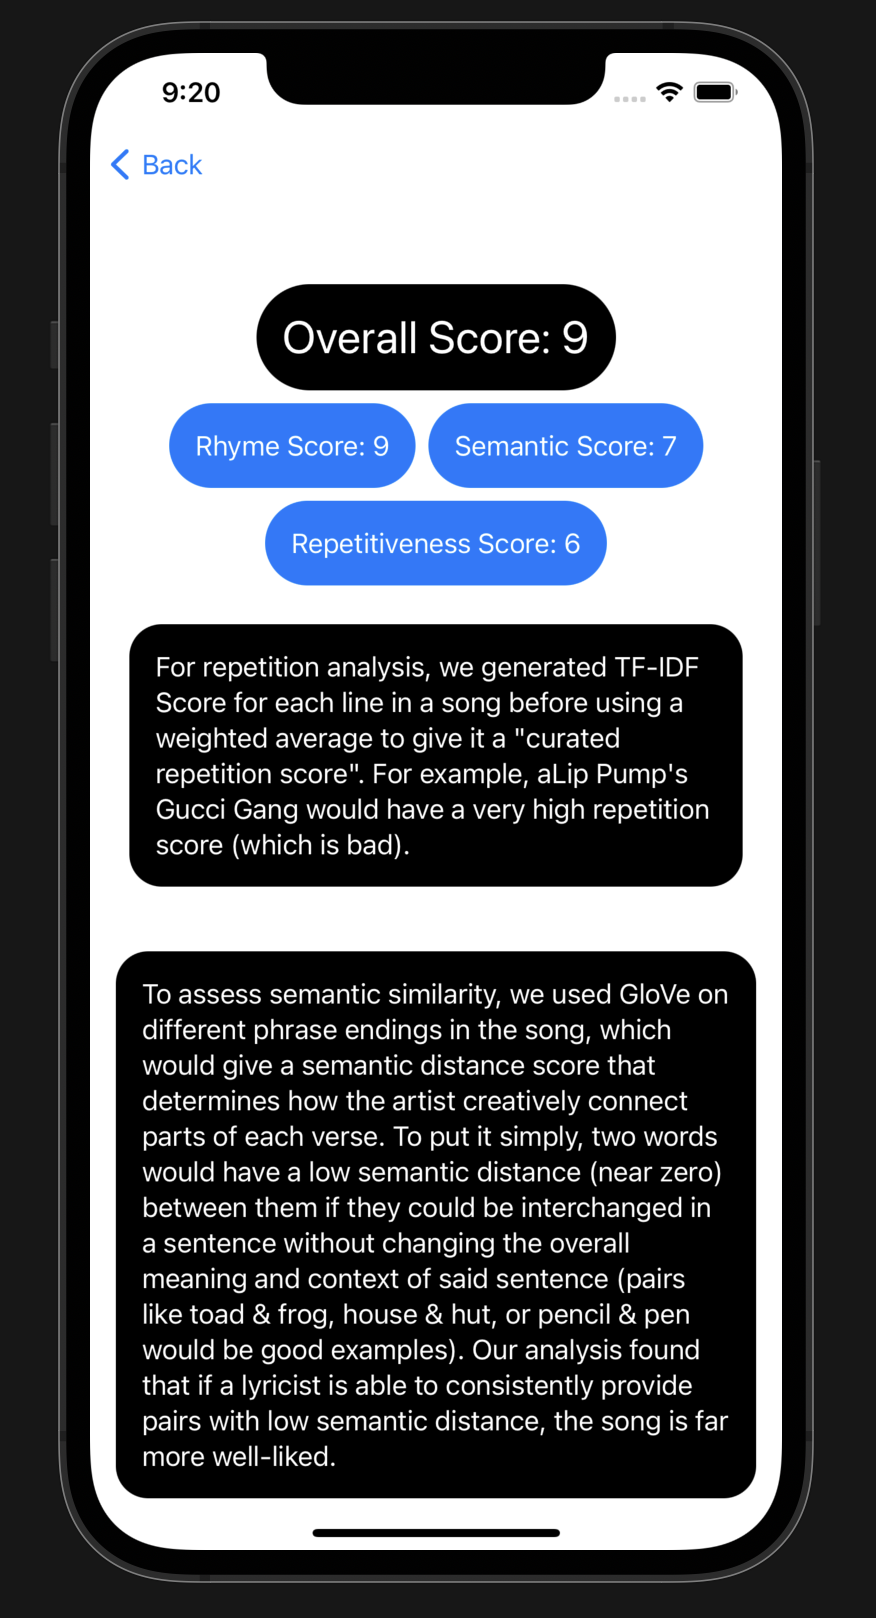 9:20
Back
Overall Score: 9
Rhyme Score: 9
Semantic Score: 7
Repetitiveness Score: 6
For repetition analysis, we generated TF-IDF
Score for each line in a song before using a
weighted average to give it a "curated
repetition score". For example, aLip Pump's
Gucci Gang would have a very high repetition
score (which is bad).
To assess semantic similarity, we used GloVe on
different phrase endings in the song, which
would give a semantic distance score that
determines how the artist creatively connect
parts of each verse. To put it simply, two words
would have a low semantic distance (near zero)
between them if they could be interchanged in
a sentence without changing the overall
meaning and context of said sentence (pairs
like toad & frog, house & hut, or pencil & pen
would be good examples). Our analysis found
that if a lyricist is able to consistently provide
pairs with low semantic distance, the song is far
more well-liked.